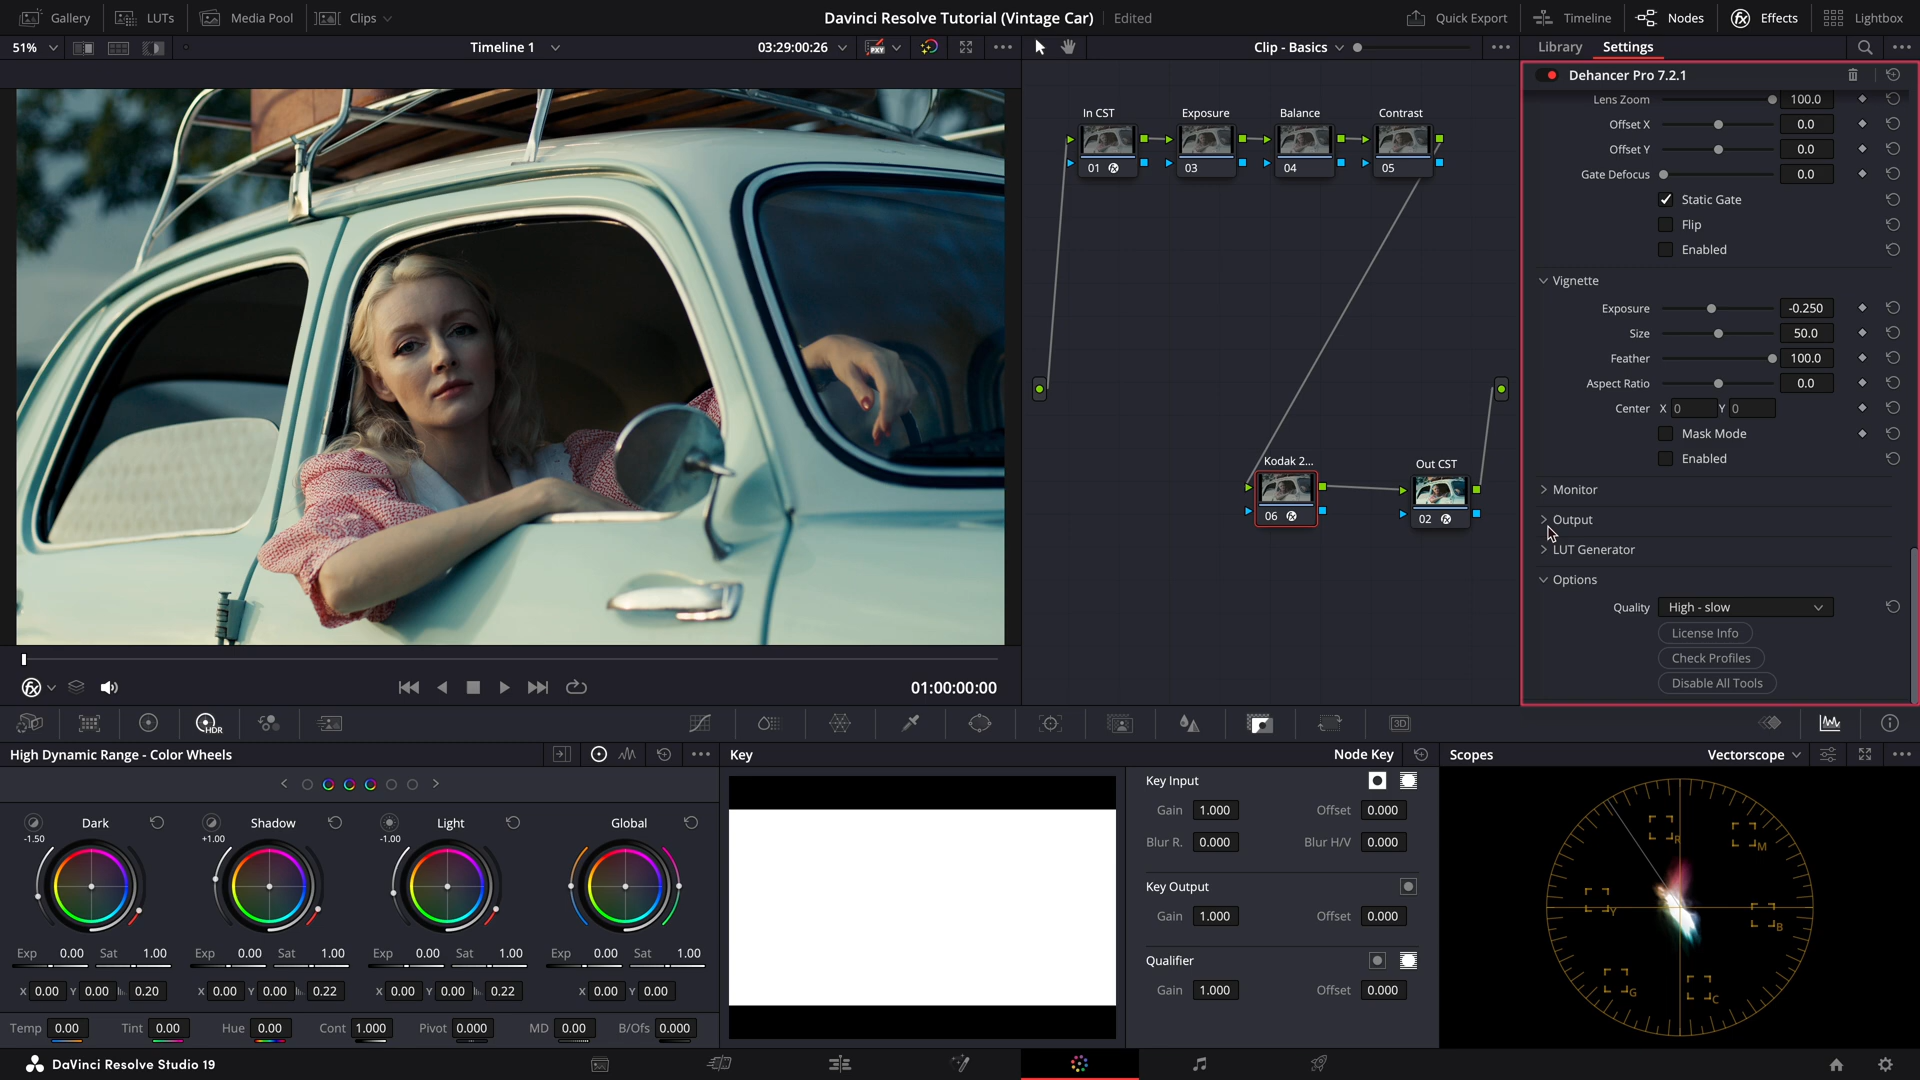 Gallery LUTs Media Pool Clips Davinci Resolve Tutorial (Vintage Car) Edited Quick Export Timeline Nodes Effects Lightbox
51% Timeline 1 03:29:00:26 PXY Clip - Basics Library Settings
Dehancer Pro 7.2.1
Lens Zoom 100.0
Offset X 0.0
Offset Y 0.0
Gate Defocus 0.0
Static Gate
Flip
Enabled
Vignette
Exposure -0.250
Size 50.0
Feather 100.0
Aspect Ratio 0.0
Center X 0 Y 0
Mask Mode
Enabled
Monitor
Output
LUT Generator
Options
Quality High - slow
License Info
Check Profiles
Disable All Tools
In CST Exposure Balance Contrast
01 03 04 05
Kodak 2... Out CST
06 02
01:00:00:00
HDR 3D
High Dynamic Range - Color Wheels
Dark Shadow Light Global
-1.50 +1.00 -1.00
Exp 0.00 Sat 1.00 Exp 0.00 Sat 1.00 Exp 0.00 Sat 1.00 Exp 0.00 Sat 1.00
X 0.00 Y 0.00 0.20 X 0.00 Y 0.00 0.22 X 0.00 Y 0.00 0.22 X 0.00 Y 0.00
Temp 0.00 Tint 0.00 Hue 0.00 Cont 1.000 Pivot 0.000 MD 0.00 B/Ofs 0.000
Key Node Key
Key Input
Gain 1.000 Offset 0.000
Blur R. 0.000 Blur H/V 0.000
Key Output
Gain 1.000 Offset 0.000
Qualifier
Gain 1.000 Offset 0.000
Scopes Vectorscope
R M
Y B
G C
DaVinci Resolve Studio 19